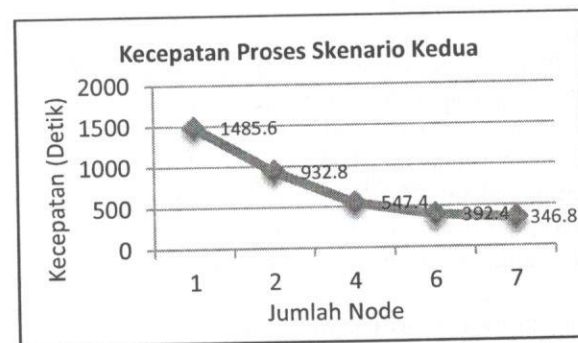 Kecepatan Proses Skenario Kedua
Kecepatan (Detik)
2000
1500
1000
500
0
1485.6
932.8
547.4
392.4
346.8
1 2 4 6 7
Jumlah Node